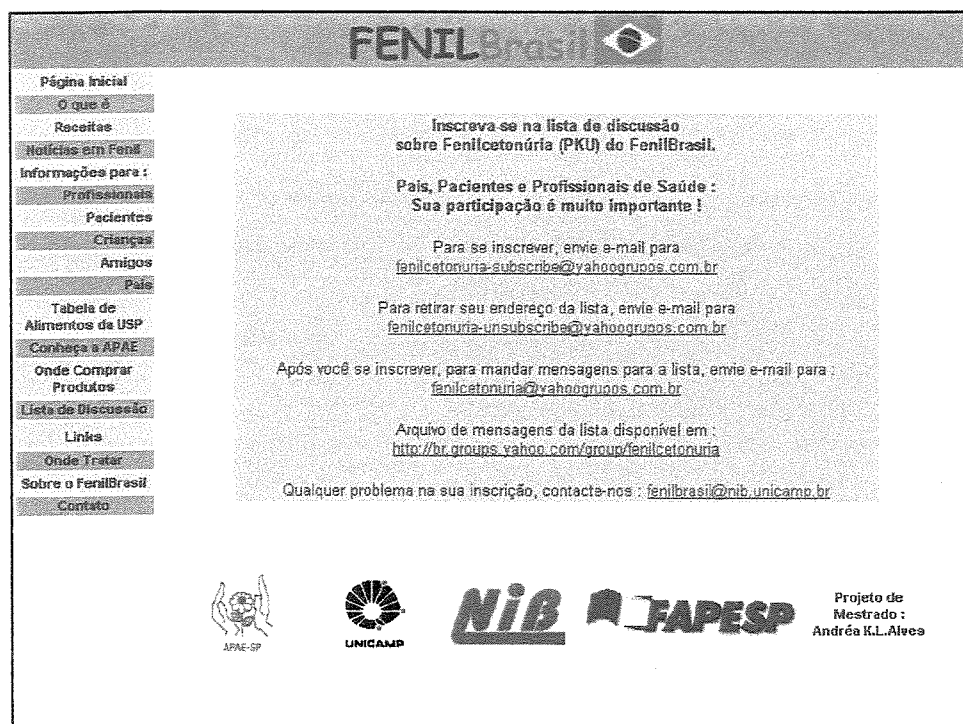 FENILBrasil
Página Inicial
O que é
Receitas
Notícias em Fenil
Informações para :
Profissionais
Pacientes
Crianças
Amigos
Pais
Tabela de
Alimentos da USP
Conheça a APAE
Onde Comprar
Produtos
Lista de Discussão
Links
Onde Tratar
Sobre o FenilBrasil
Contato
Inscreva-se na lista de discussão
sobre Fenilcetonúria (PKU) do FenilBrasil.
Pais, Pacientes e Profissionais de Saúde :
Sua participação é muito importante !
Para se inscrever, envie e-mail para
fenilcetonuria-subscribe@yahoogrupos.com.br
Para retirar seu endereço da lista, envie e-mail para
fenilcetonuria-unsubscribe@yahoogrupos.com.br
Após você se inscrever, para mandar mensagens para a lista, envie e-mail para :
fenilcetonuria@yahoogrupos.com.br
Arquivo de mensagens da lista disponível em :
http://br.groups.yahoo.com/group/fenilcetonuria
Qualquer problema na sua inscrição, contacte-nos : fenilbrasil@nib.unicamp.br
APAE-SP
UNICAMP
NiB
FAPESP
Projeto de
Mestrado :
Andréa K.L.Alves